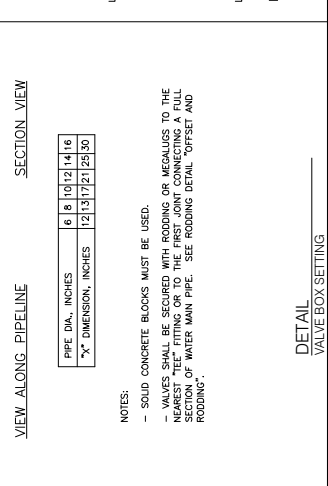 VIEW ALONG PIPELINE
SECTION VIEW
PIPE DIA., INCHES 6 8 10 12 14 16
"X" DIMENSION, INCHES 12 13 17 21 25 30
NOTES:
- SOLID CONCRETE BLOCKS MUST BE USED.
- VALVES SHALL BE SECURED WITH RODDING OR MEGALUGS TO THE
NEAREST "TEE" FITTING OR TO THE FIRST JOINT CONNECTING A FULL
SECTION OF WATER MAIN PIPE. SEE RODDING DETAIL "OFFSET AND
RODDING".
DETAIL
VALVE BOX SETTING